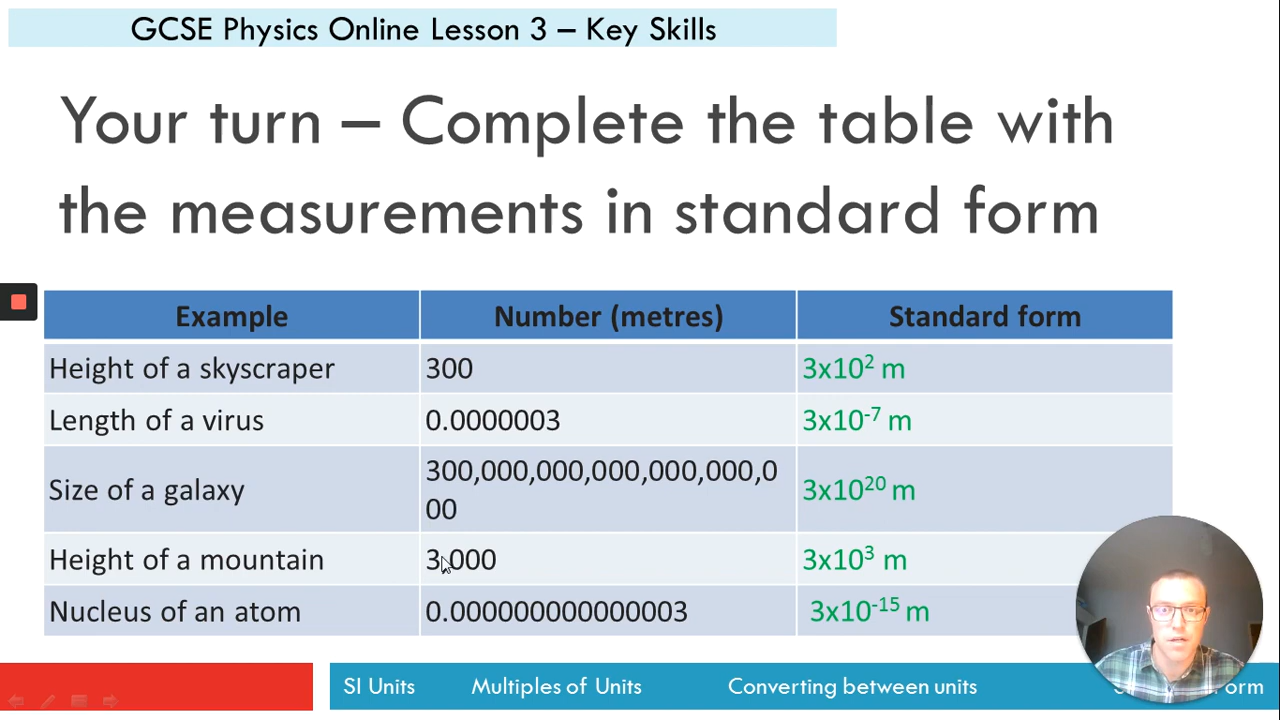 GCSE Physics Online Lesson 3 – Key Skills
Your turn – Complete the table with
the measurements in standard form
Example Number (metres) Standard form
Height of a skyscraper 300 3x10² m
Length of a virus 0.0000003 3x10⁻⁷ m
Size of a galaxy 300,000,000,000,000,000,0
00 3x10²⁰ m
Height of a mountain 3,000 3x10³ m
Nucleus of an atom 0.000000000000003 3x10⁻¹⁵ m
SI Units Multiples of Units Converting between units